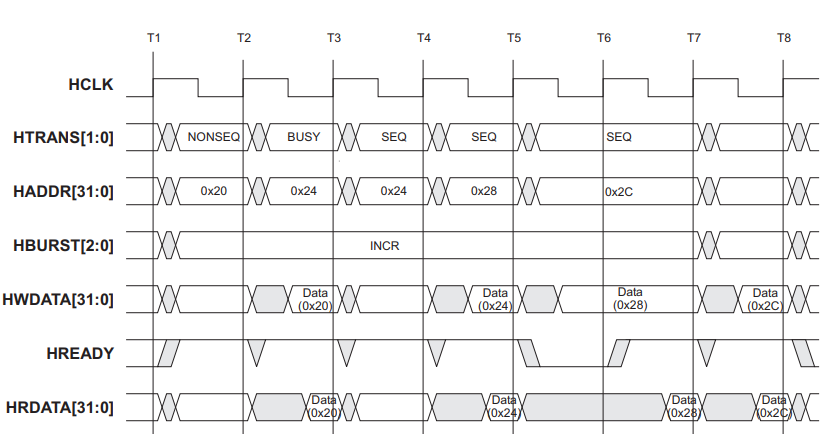 T1 T2 T3 T4 T5 T6 T7 T8
HCLK
HTRANS[1:0] NONSEQ BUSY SEQ SEQ SEQ
HADDR[31:0] 0x20 0x24 0x24 0x28 0x2C
HBURST[2:0] INCR
HWDATA[31:0] Data (0x20) Data (0x24) Data (0x28) Data (0x2C)
HREADY
HRDATA[31:0] Data (0x20) Data (0x24) Data (0x28) Data (0x2C)